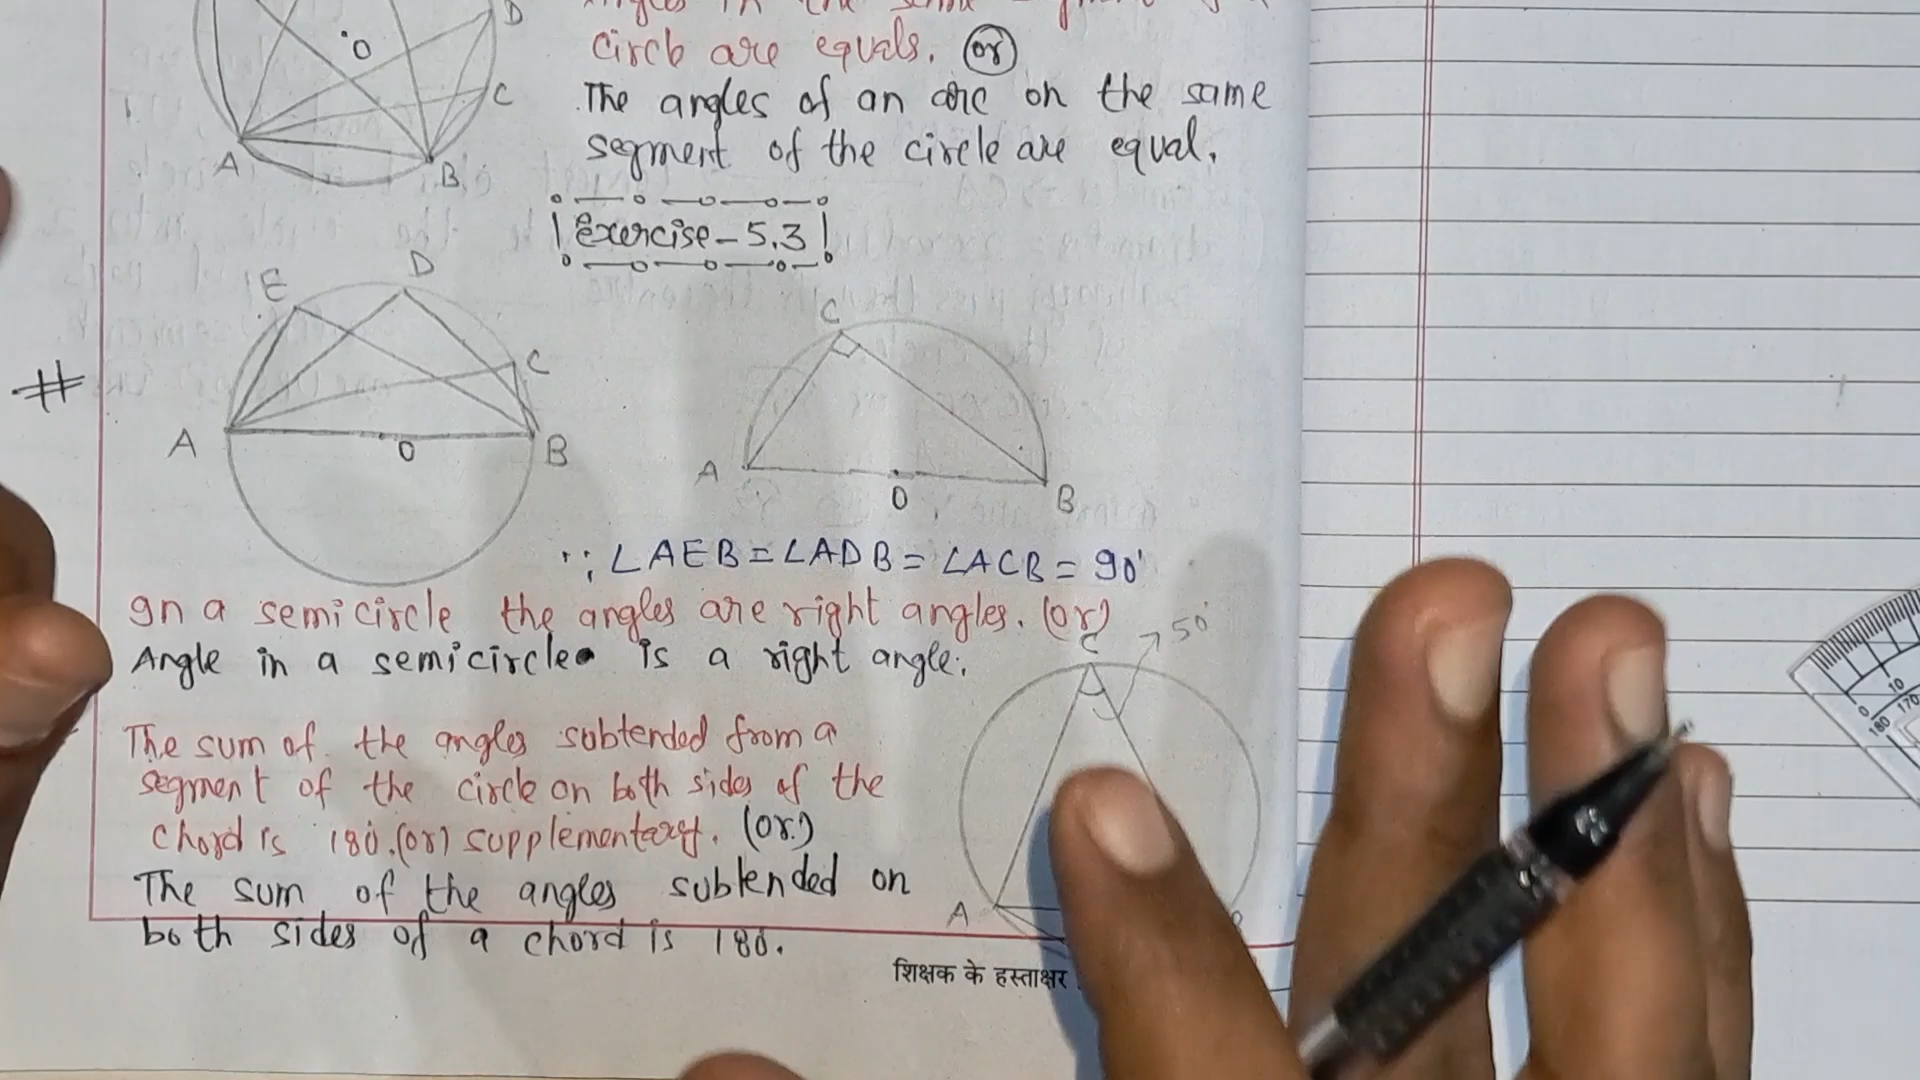 D
O
circle are equals. (or)
C
The angles of an arc on the same
segment of the circle are equal.
A
B
exercise - 5.3
E
D
C
A
O
B
#
C
A
O
B
∵ ∠AEB = ∠ADB = ∠ACB = 90°
In a semicircle the angles are right angles. (or)
Angle in a semicircle is a right angle.
C
50°
The sum of the angles subtended from a
segment of the circle on both sides of the
chord is 180°. (or) supplementary. (or)
The sum of the angles subtended on
both sides of a chord is 180°.
A
शिक्षक के हस्ताक्षर
0 10
180 170